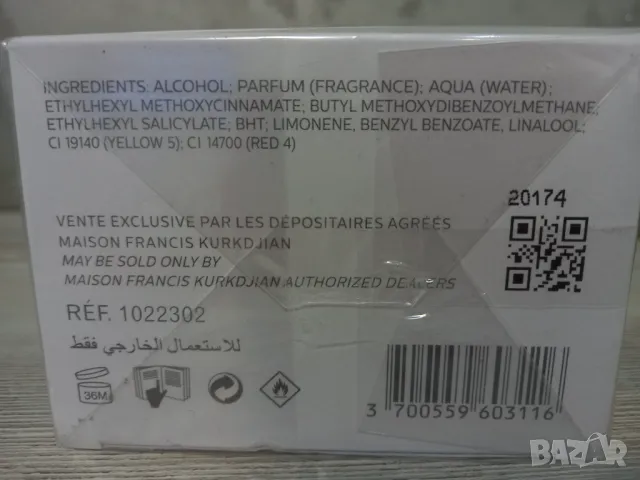 INGREDIENTS: ALCOHOL; PARFUM (FRAGRANCE); AQUA (WATER);
ETHYLHEXYL METHOXYCINNAMATE; BUTYL METHOXYDIBENZOYLMETHANE;
ETHYLHEXYL SALICYLATE; BHT; LIMONENE, BENZYL BENZOATE, LINALOOL;
CI 19140 (YELLOW 5); CI 14700 (RED 4)
20174
VENTE EXCLUSIVE PAR LES DÉPOSITAIRES AGRÉÉS
MAISON FRANCIS KURKDJIAN
MAY BE SOLD ONLY BY
MAISON FRANCIS KURKDJIAN AUTHORIZED DEALERS
RÉF. 1022302
للاستعمال الخارجي فقط
36M
3 700559 603116
BAZAR